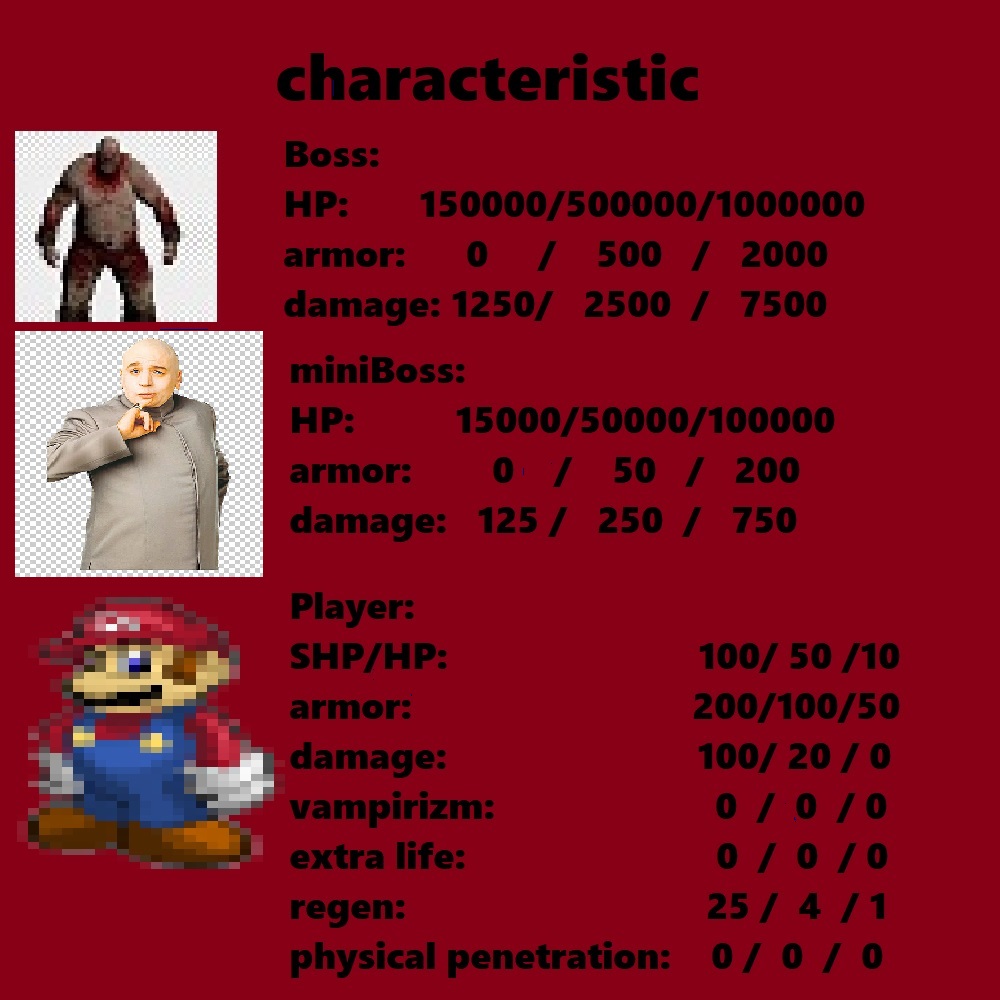 characteristic
Boss:
HP: 150000/500000/1000000
armor: 0 / 500 / 2000
damage: 1250/ 2500 / 7500
miniBoss:
HP: 15000/50000/100000
armor: 0 / 50 / 200
damage: 125 / 250 / 750
Player:
SHP/HP: 100/ 50 /10
armor: 200/100/50
damage: 100/ 20 / 0
vampirizm: 0 / 0 / 0
extra life: 0 / 0 / 0
regen: 25 / 4 / 1
physical penetration: 0 / 0 / 0